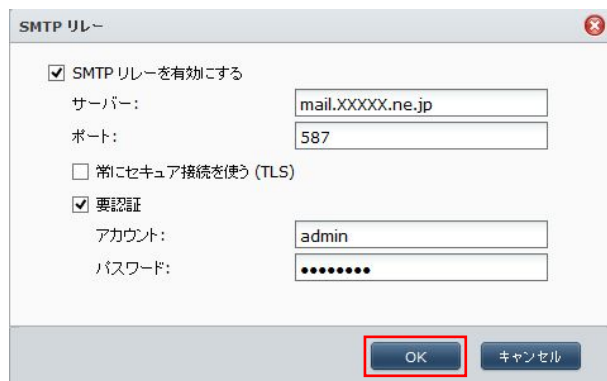 SMTP リレー
SMTP リレーを有効にする
サーバー: mail.XXXXX.ne.jp
ポート: 587
常にセキュア接続を使う (TLS)
要認証
アカウント: admin
パスワード: ●●●●●●●●
OK キャンセル